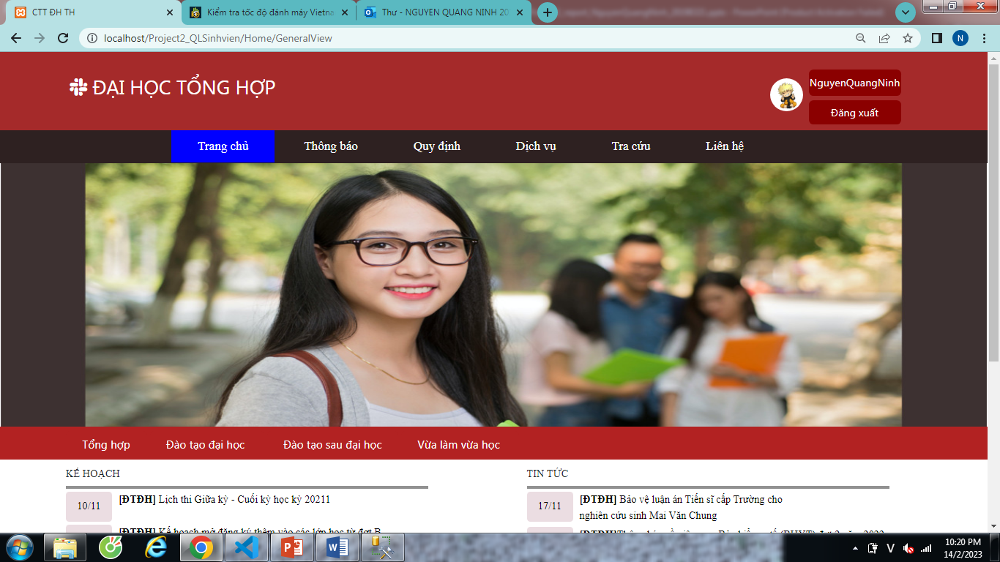 CTT ĐH TH
Kiểm tra tốc độ đánh máy Vietna
Thư - NGUYEN QUANG NINH 20
localhost/Project2_QLSinhvien/Home/GeneralView
N
ĐẠI HỌC TỔNG HỢP
NguyenQuangNinh
Đăng xuất
Trang chủ Thông báo Quy định Dịch vụ Tra cứu Liên hệ
Tổng hợp Đào tạo đại học Đào tạo sau đại học Vừa làm vừa học
KẾ HOẠCH
10/11 [ĐTĐH] Lịch thi Giữa kỳ - Cuối kỳ học kỳ 20211
[ĐTĐH] Kế hoạch mở đăng ký thêm vào các lớp học từ đợt B
TIN TỨC
17/11 [ĐTĐH] Bảo vệ luận án Tiến sĩ cấp Trường cho
nghiên cứu sinh Mai Văn Chung
V
10:20 PM
14/2/2023